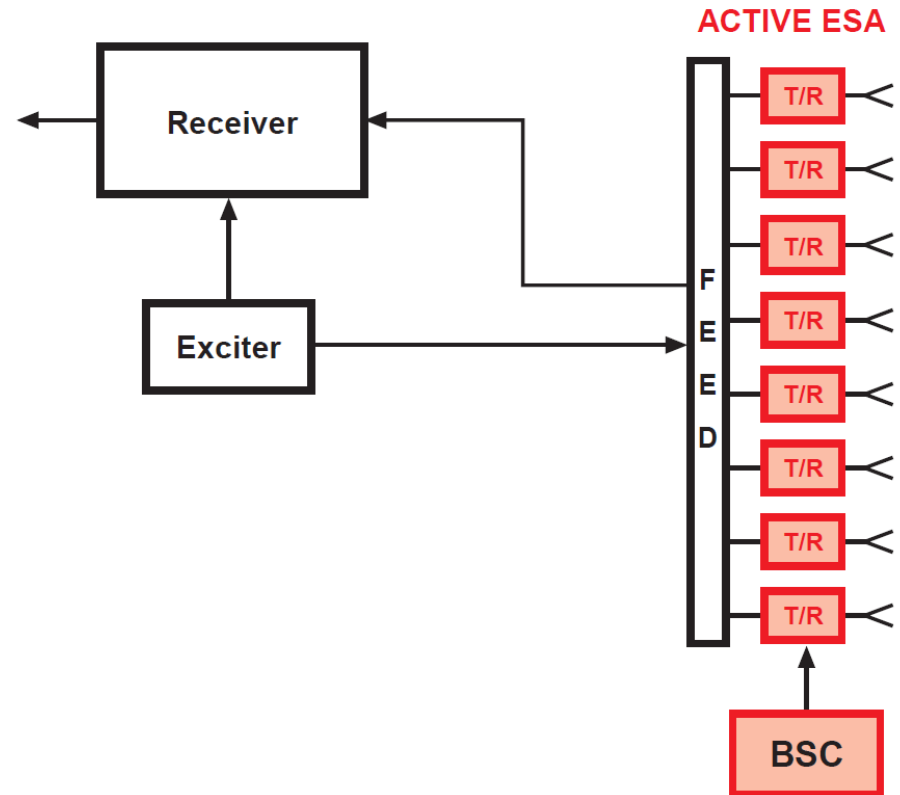 ACTIVE ESA
Receiver
Exciter
F
E
E
D
T/R
T/R
T/R
T/R
T/R
T/R
T/R
T/R
BSC